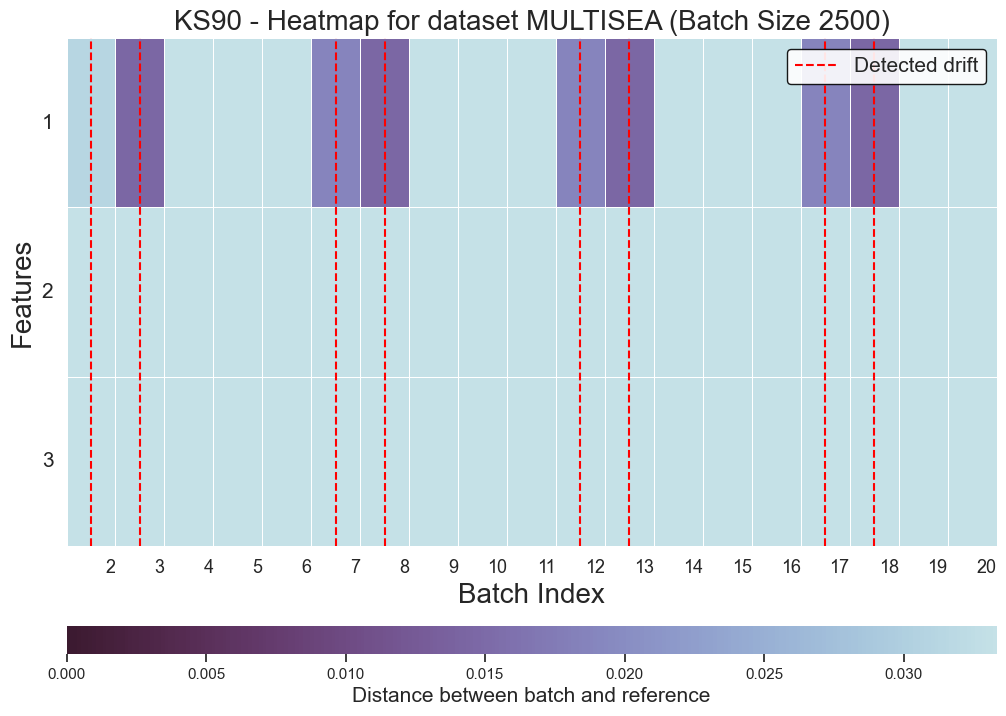 KS90 - Heatmap for dataset MULTISEA (Batch Size 2500)
Detected drift
1
2
3
Features
2 3 4 5 6 7 8 9 10 11 12 13 14 15 16 17 18 19 20
Batch Index
0.000 0.005 0.010 0.015 0.020 0.025 0.030
Distance between batch and reference